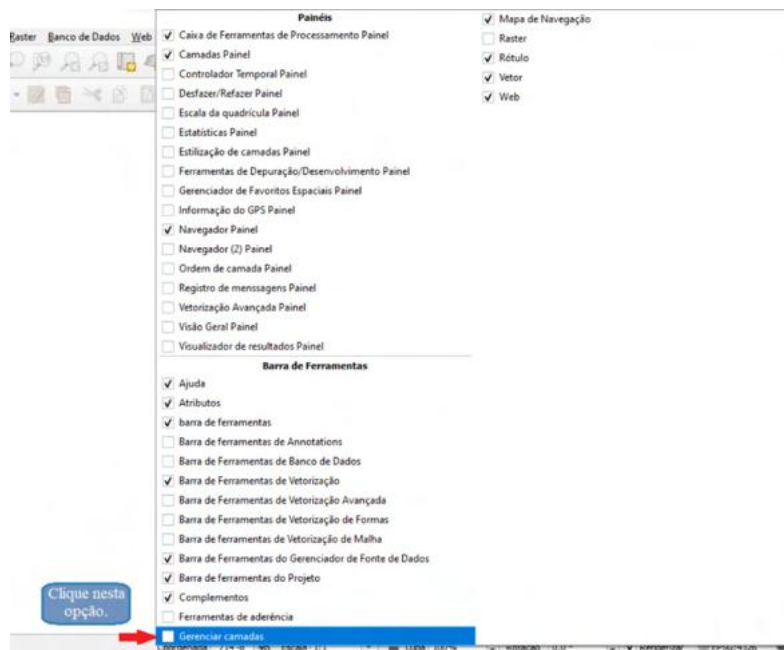 Painéis
Raster Banco de Dados Web
Caixa de Ferramentas de Processamento Painel
Camadas Painel
Controlador Temporal Painel
Desfazer/Refazer Painel
Escala da quadrícula Painel
Estatísticas Painel
Estilização de camadas Painel
Ferramentas de Depuração/Desenvolvimento Painel
Gerenciador de Favoritos Espaciais Painel
Informação do GPS Painel
Navegador Painel
Navegador (2) Painel
Ordem de camada Painel
Registro de menssagens Painel
Vetorização Avançada Painel
Visão Geral Painel
Visualizador de resultados Painel
Barra de Ferramentas
Ajuda
Atributos
barra de ferramentas
Barra de ferramentas de Annotations
Barra de Ferramentas de Banco de Dados
Barra de Ferramentas de Vetorização
Barra de Ferramentas de Vetorização Avançada
Barra de Ferramentas de Vetorização de Formas
Barra de ferramentas de Vetorização de Malha
Barra de Ferramentas do Gerenciador de Fonte de Dados
Barra de ferramentas do Projeto
Complementos
Ferramentas de aderência
Gerenciar camadas
Mapa de Navegação
Raster
Rótulo
Vetor
Web
Clique nesta
opção.